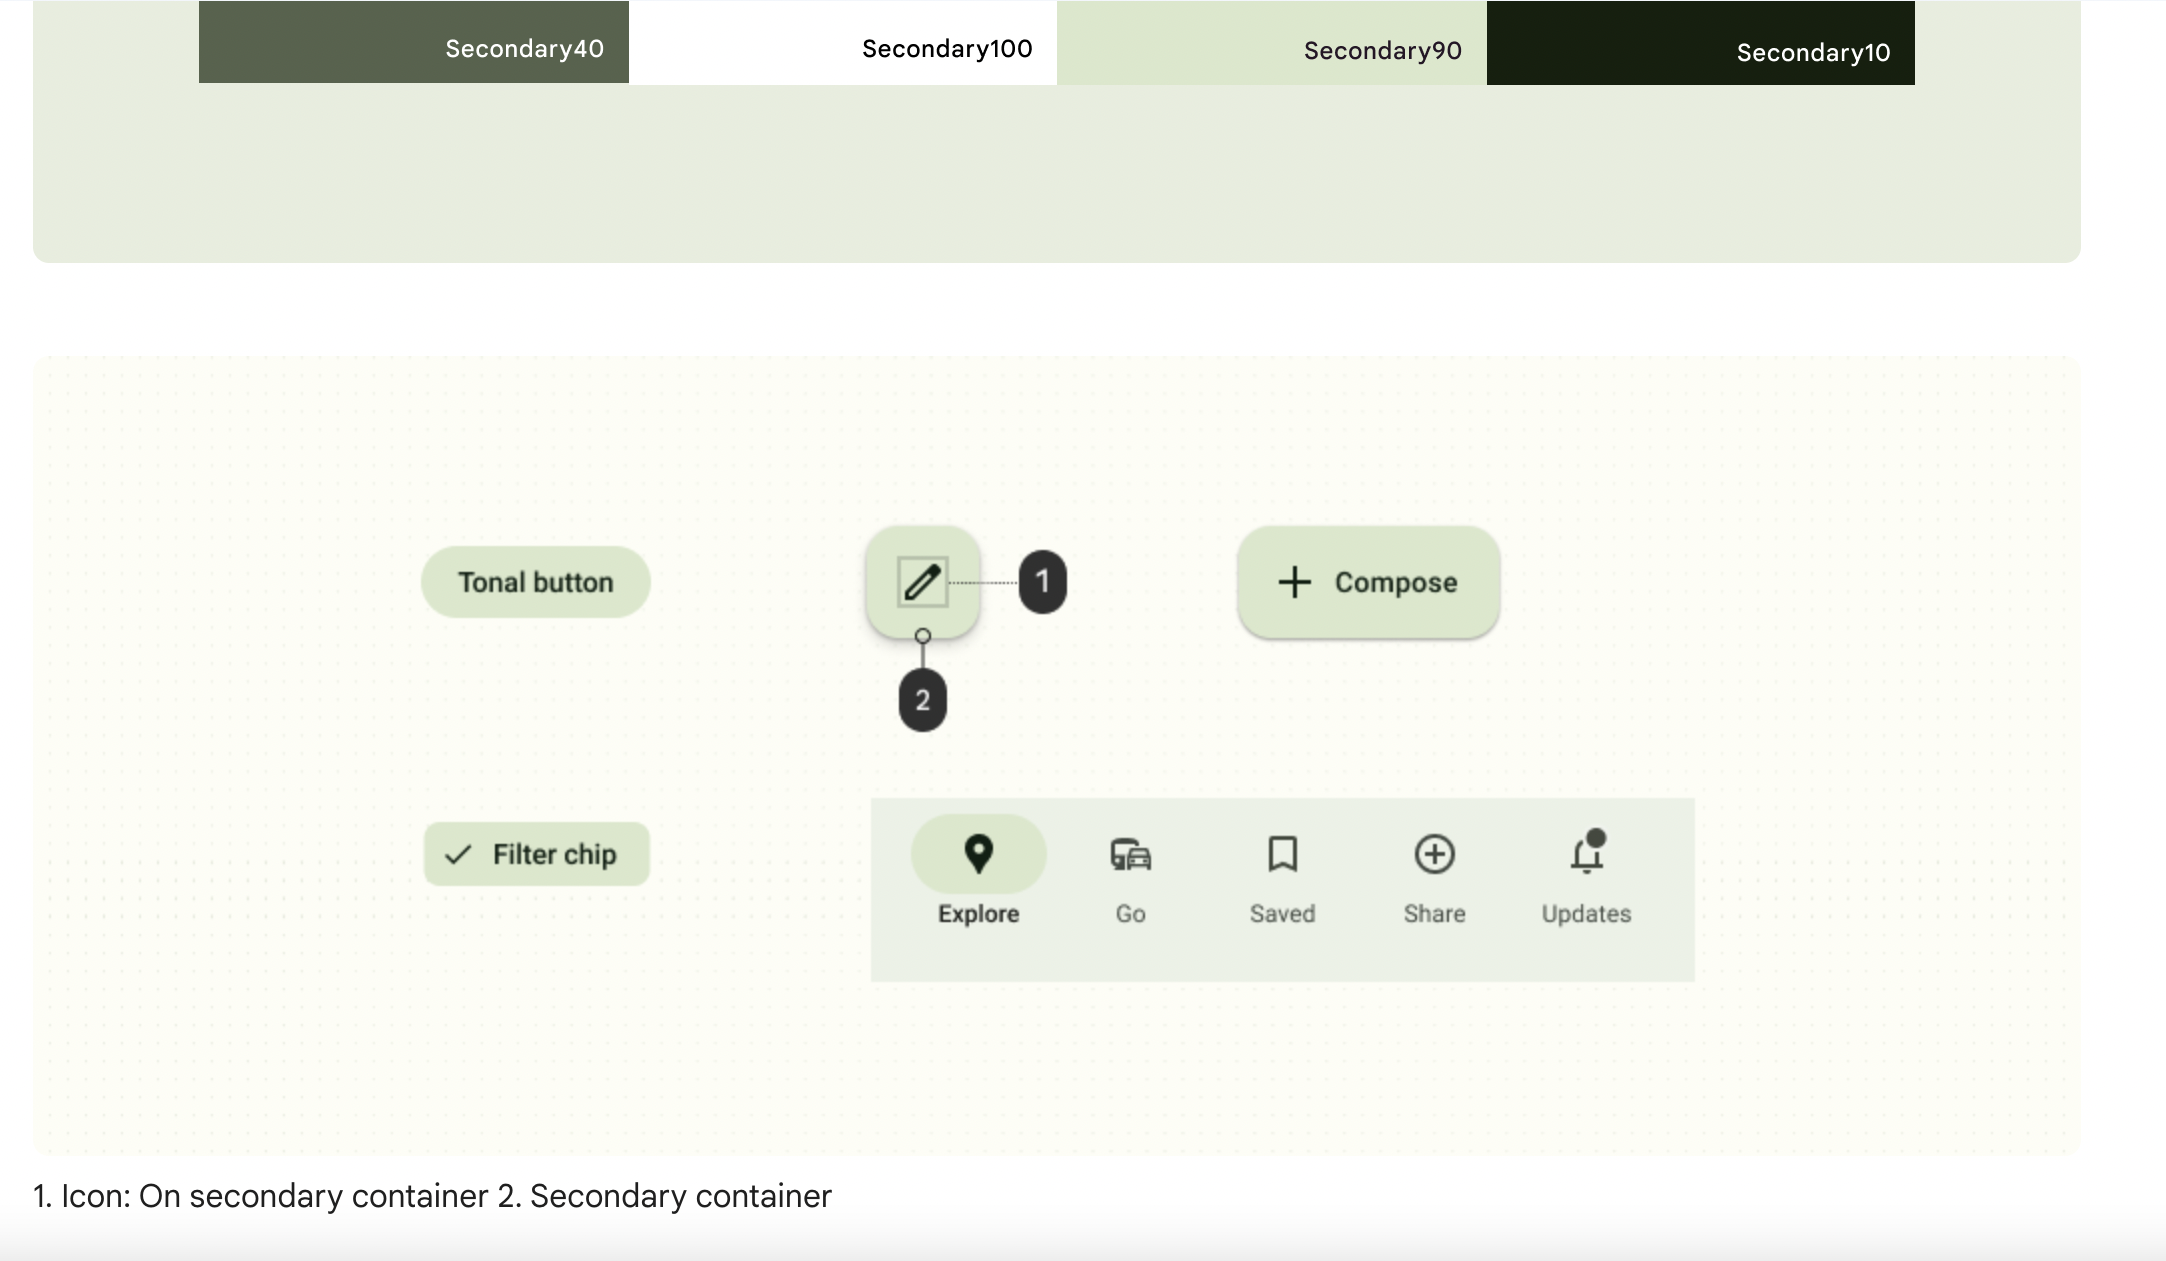 Secondary40 Secondary100 Secondary90 Secondary10
Tonal button
1
Compose
2
Filter chip
Explore Go Saved Share Updates
1. Icon: On secondary container 2. Secondary container